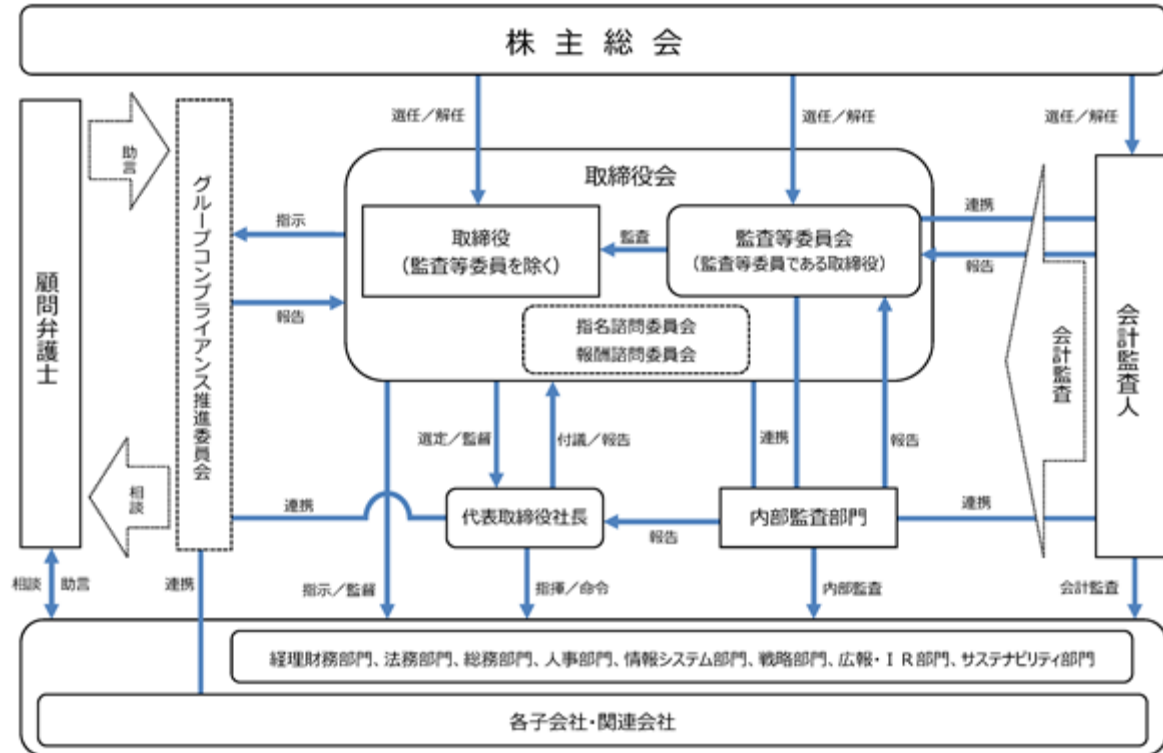 株主総会
選任／解任
選任／解任
選任／解任
顧問弁護士
助言
相談
グループコンプライアンス推進委員会
指示
報告
取締役会
取締役
（監査等委員を除く）
監査
監査等委員会
（監査等委員である取締役）
指名諮問委員会
報酬諮問委員会
連携
報告
会計監査
会計監査人
選定／監督
付議／報告
連携
報告
連携
代表取締役社長
報告
内部監査部門
連携
相談
助言
連携
指示／監督
指揮／命令
内部監査
会計監査
経理財務部門、法務部門、総務部門、人事部門、情報システム部門、戦略部門、広報・ＩＲ部門、サステナビリティ部門
各子会社・関連会社